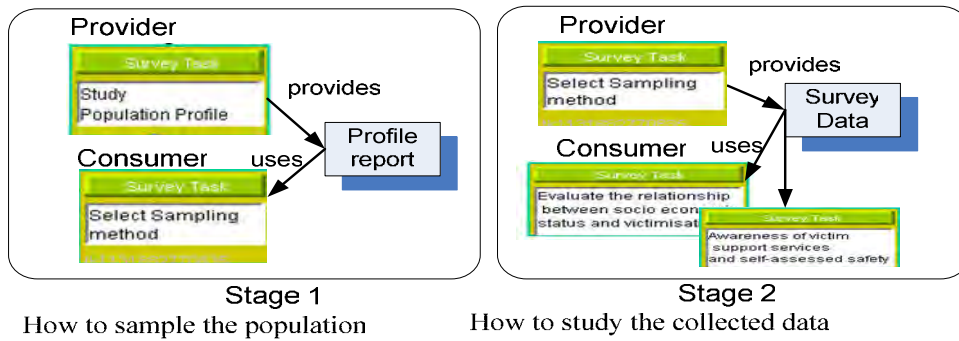 Provider
Survey Task
Study
Population Profile
provides
Profile
report
Consumer
uses
Survey Task
Select Sampling
method
Stage 1
How to sample the population
Provider
Survey Task
Select Sampling
method
provides
Survey
Data
Consumer
uses
Survey Task
Evaluate the relationship
between socio econ
status and victimisat
Survey Task
Awareness of victim
support services
and self-assessed safety
Stage 2
How to study the collected data